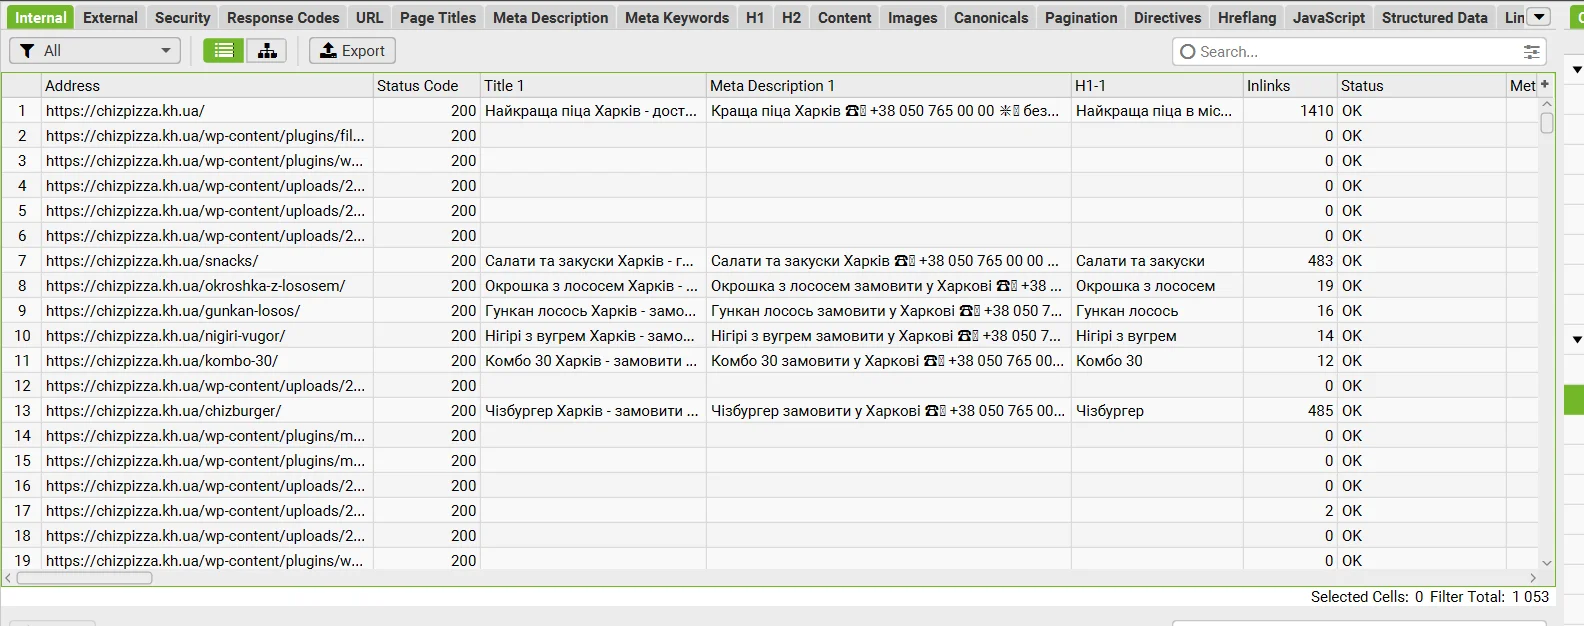 Internal External Security Response Codes URL Page Titles Meta Description Meta Keywords H1 H2 Content Images Canonicals Pagination Directives Hreflang JavaScript Structured Data Lin
All Export Search...
Address Status Code Title 1 Meta Description 1 H1-1 Inlinks Status Met +
1 https://chizpizza.kh.ua/ 200 Найкраща піца Харків - дост... Краща піца Харків ☎️ +38 050 765 00 00 ✳️ без... Найкраща піца в міс... 1410 OK
2 https://chizpizza.kh.ua/wp-content/plugins/fil... 200 0 OK
3 https://chizpizza.kh.ua/wp-content/plugins/w... 200 0 OK
4 https://chizpizza.kh.ua/wp-content/uploads/2... 200 0 OK
5 https://chizpizza.kh.ua/wp-content/uploads/2... 200 0 OK
6 https://chizpizza.kh.ua/wp-content/uploads/2... 200 0 OK
7 https://chizpizza.kh.ua/snacks/ 200 Салати та закуски Харків - г... Салати та закуски Харків ☎️ +38 050 765 00 00 ... Салати та закуски 483 OK
8 https://chizpizza.kh.ua/okroshka-z-lososem/ 200 Окрошка з лососем Харків - ... Окрошка з лососем замовити у Харкові ☎️ +38 ... Окрошка з лососем 19 OK
9 https://chizpizza.kh.ua/gunkan-losos/ 200 Гункан лосось Харків - замо... Гункан лосось замовити у Харкові ☎️ +38 050 7... Гункан лосось 16 OK
10 https://chizpizza.kh.ua/nigiri-vugor/ 200 Нігірі з вугрем Харків - замо... Нігірі з вугрем замовити у Харкові ☎️ +38 050 7... Нігірі з вугрем 14 OK
11 https://chizpizza.kh.ua/kombo-30/ 200 Комбо 30 Харків - замовити ... Комбо 30 замовити у Харкові ☎️ +38 050 765 00... Комбо 30 12 OK
12 https://chizpizza.kh.ua/wp-content/uploads/2... 200 0 OK
13 https://chizpizza.kh.ua/chizburger/ 200 Чізбургер Харків - замовити ... Чізбургер замовити у Харкові ☎️ +38 050 765 00... Чізбургер 485 OK
14 https://chizpizza.kh.ua/wp-content/plugins/m... 200 0 OK
15 https://chizpizza.kh.ua/wp-content/plugins/m... 200 0 OK
16 https://chizpizza.kh.ua/wp-content/uploads/2... 200 0 OK
17 https://chizpizza.kh.ua/wp-content/uploads/2... 200 2 OK
18 https://chizpizza.kh.ua/wp-content/uploads/2... 200 0 OK
19 https://chizpizza.kh.ua/wp-content/plugins/w... 200 0 OK
Selected Cells: 0 Filter Total: 1 053